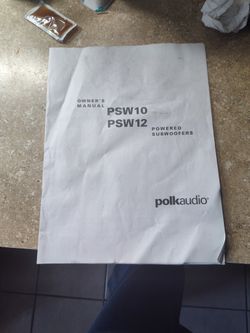 OWNER'S
MANUAL
PSW10
PSW12
POWERED
SUBWOOFERS
polkaudio